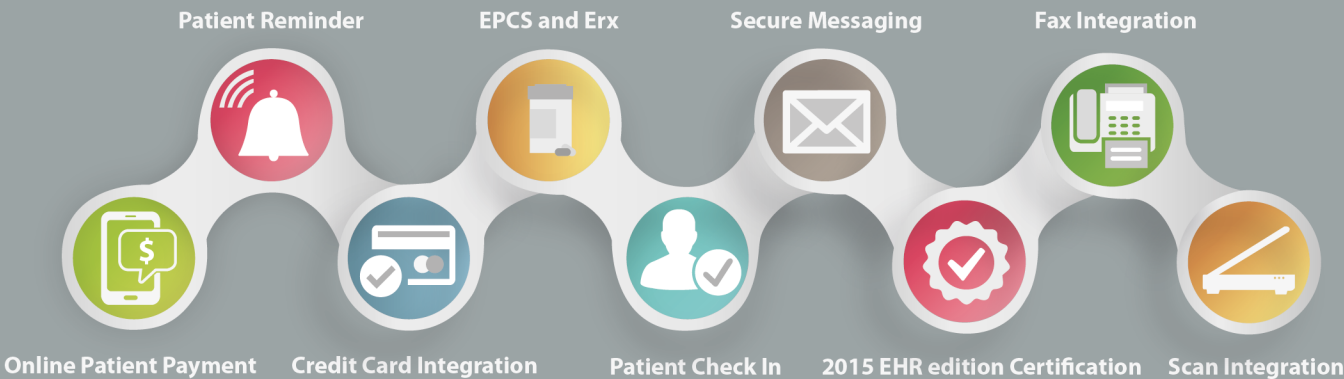 Patient Reminder
EPCS and Erx
Secure Messaging
Fax Integration
$
Online Patient Payment
Credit Card Integration
Patient Check In
2015 EHR edition Certification
Scan Integration